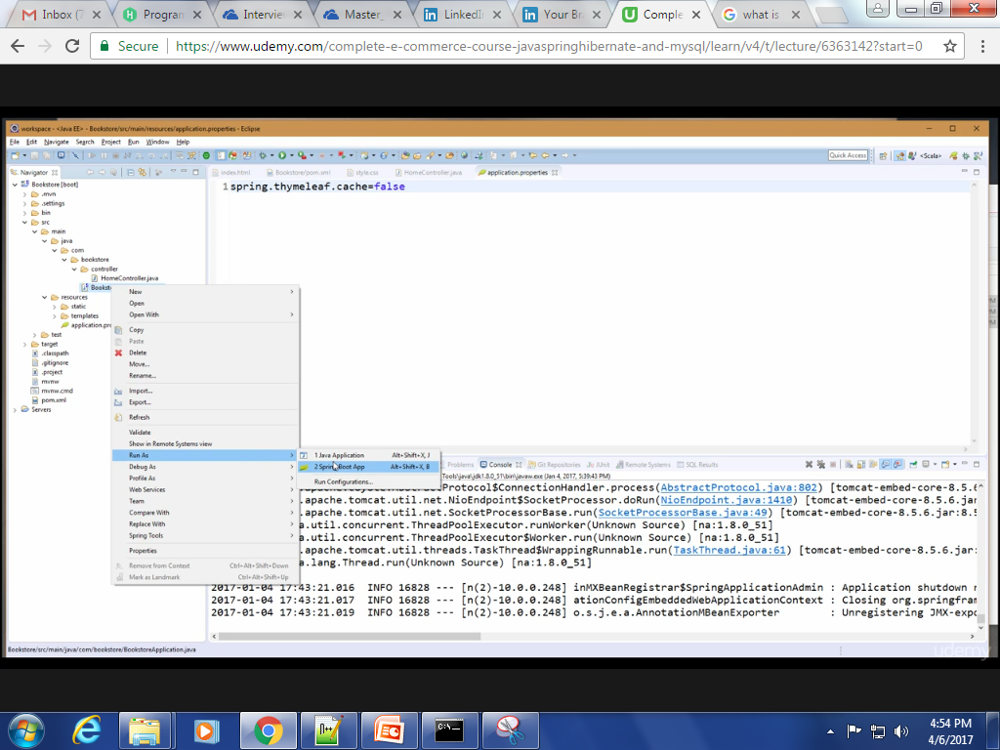 Inbox (7
Program
Interview
Master_
LinkedIn
Your Br
Comple
what is
Secure
https://www.udemy.com/complete-e-commerce-course-javaspringhibernate-and-mysql/learn/v4/t/lecture/6363142?start=0
workspace - <Java EE> - Bookstore/src/main/resources/application.properties - Eclipse
File Edit Navigate Search Project Run Window Help
Quick Access
<Scala>
Navigator
index.html
Bookstore/pom.xml
style.css
HomeController.java
application.properties
1 spring.thymeleaf.cache=false
Bookstore [boot]
.mvn
.settings
bin
src
main
java
com
bookstore
controller
HomeController.java
Bookst
resources
static
templates
application.pr
test
target
.classpath
.gitignore
.project
mvnw
mvnw.cmd
pom.xml
Servers
New
Open
Open With
Copy
Paste
Delete
Move...
Rename...
Import...
Export...
Refresh
Validate
Show in Remote Systems view
Run As
Debug As
Profile As
Web Services
Team
Compare With
Replace With
Spring Tools
Properties
Remove from Context Ctrl+Alt+Shift+Down
Mark as Landmark Ctrl+Alt+Shift+Up
1 Java Application Alt+Shift+X, J
2 Spring Boot App Alt+Shift+X, B
Run Configurations...
Problems
Console
Git Repositories
JUnit
Remote Systems
SQL Results
Tools\java\jdk1.8.0_51\bin\javaw.exe (Jan 4, 2017, 5:39:43 PM)
Protocol$ConnectionHandler.process(AbstractProtocol.java:802) [tomcat-embed-core-8.5.6
.apache.tomcat.util.net.NioEndpoint$SocketProcessor.doRun(NioEndpoint.java:1410) [tomcat-embed-core-8.5.6.jar
.apache.tomcat.util.net.SocketProcessorBase.run(SocketProcessorBase.java:49) [tomcat-embed-core-8.5.6.jar:8.5
a.util.concurrent.ThreadPoolExecutor.runWorker(Unknown Source) [na:1.8.0_51]
a.util.concurrent.ThreadPoolExecutor$Worker.run(Unknown Source) [na:1.8.0_51]
.apache.tomcat.util.threads.TaskThread$WrappingRunnable.run(TaskThread.java:61) [tomcat-embed-core-8.5.6.jar:
a.lang.Thread.run(Unknown Source) [na:1.8.0_51]
2017-01-04 17:43:21.016 INFO 16828 --- [n(2)-10.0.0.248] inMXBeanRegistrar$SpringApplicationAdmin : Application shutdown r
2017-01-04 17:43:21.017 INFO 16828 --- [n(2)-10.0.0.248] ationConfigEmbeddedWebApplicationContext : Closing org.springfram
2017-01-04 17:43:21.019 INFO 16828 --- [n(2)-10.0.0.248] o.s.j.e.a.AnnotationMBeanExporter : Unregistering JMX-expo
Bookstore/src/main/java/com/bookstore/BookstoreApplication.java
udemy
4:54 PM
4/6/2017